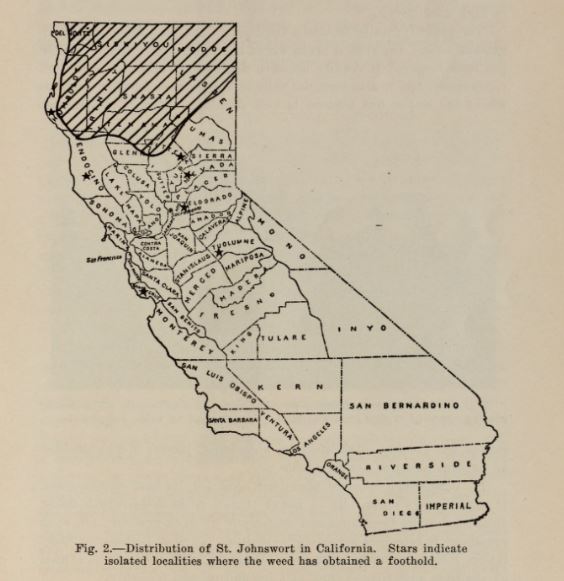 DEL NORTE
SISKIYOU
MODOC
TRINITY
SHASTA
LASSEN
TEHAMA
PLUMAS
MENDOCINO
GLENN
SIERRA
NEVADA
PLACER
LAKE
COLUSA
YOLO
ELDORADO
SONOMA
NAPA
AMADOR
ALPINE
CALAVERAS
MARIN
San Francisco
CONTRA
COSTA
SAN
JOAQUIN
ALAMEDA
STANISLAUS
TUOLUMNE
MONO
MARIPOSA
MERCED
MADERA
SANTA CLARA
SAN BENITO
FRESNO
MONTEREY
KINGS
TULARE
INYO
SAN LUIS OBISPO
KERN
SAN BERNARDINO
SANTA BARBARA
VENTURA
LOS ANGELES
ORANGE
RIVERSIDE
SAN
DIEGO
IMPERIAL
Fig. 2.—Distribution of St. Johnswort in California. Stars indicate
isolated localities where the weed has obtained a foothold.